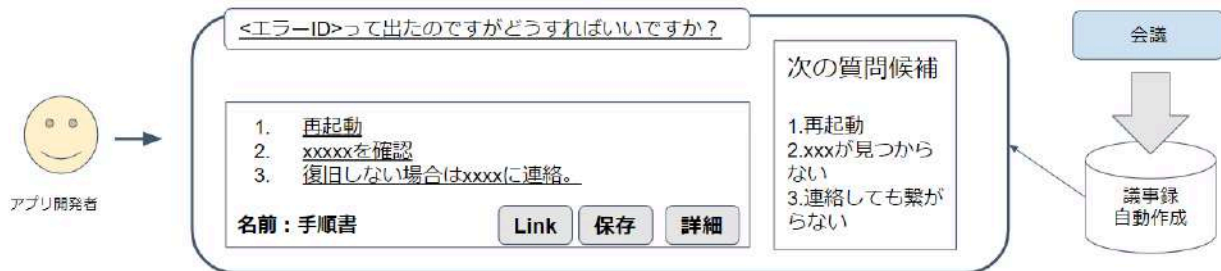 <エラーID>って出たのですがどうすればいいですか？
1. 再起動
2. xxxxxを確認
3. 復旧しない場合はxxxxに連絡。
名前：手順書
Link
保存
詳細
次の質問候補
1.再起動
2.xxxが見つから
ない
3.連絡しても繋が
らない
会議
議事録
自動作成
アプリ開発者